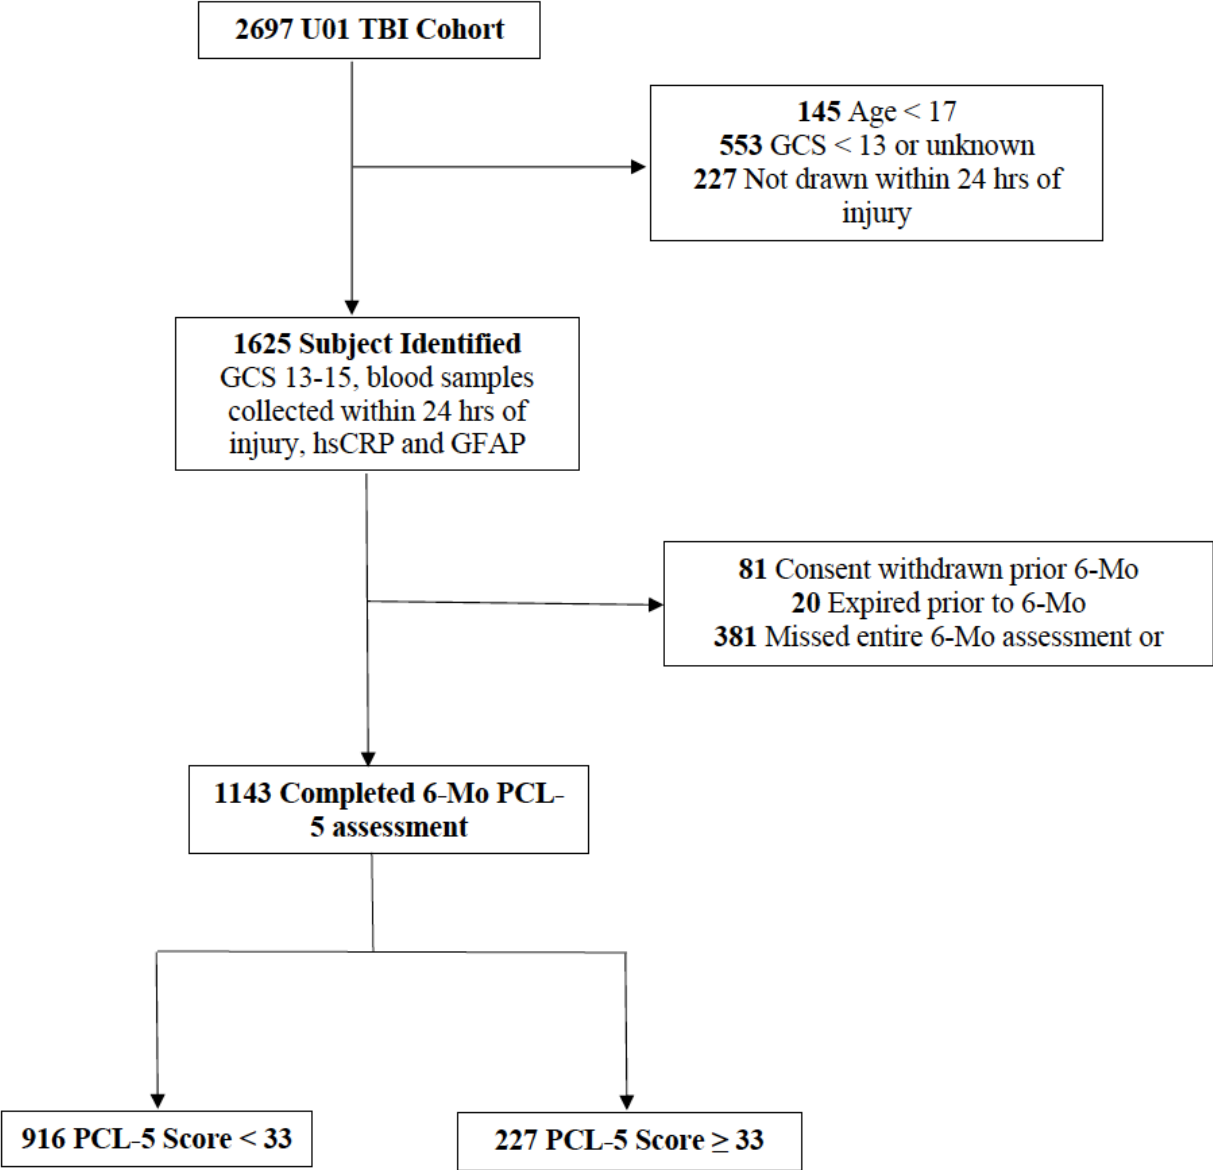 2697 U01 TBI Cohort
145 Age < 17
553 GCS < 13 or unknown
227 Not drawn within 24 hrs of
injury
1625 Subject Identified
GCS 13-15, blood samples
collected within 24 hrs of
injury, hsCRP and GFAP
81 Consent withdrawn prior 6-Mo
20 Expired prior to 6-Mo
381 Missed entire 6-Mo assessment or
1143 Completed 6-Mo PCL-
5 assessment
916 PCL-5 Score < 33
227 PCL-5 Score ≥ 33